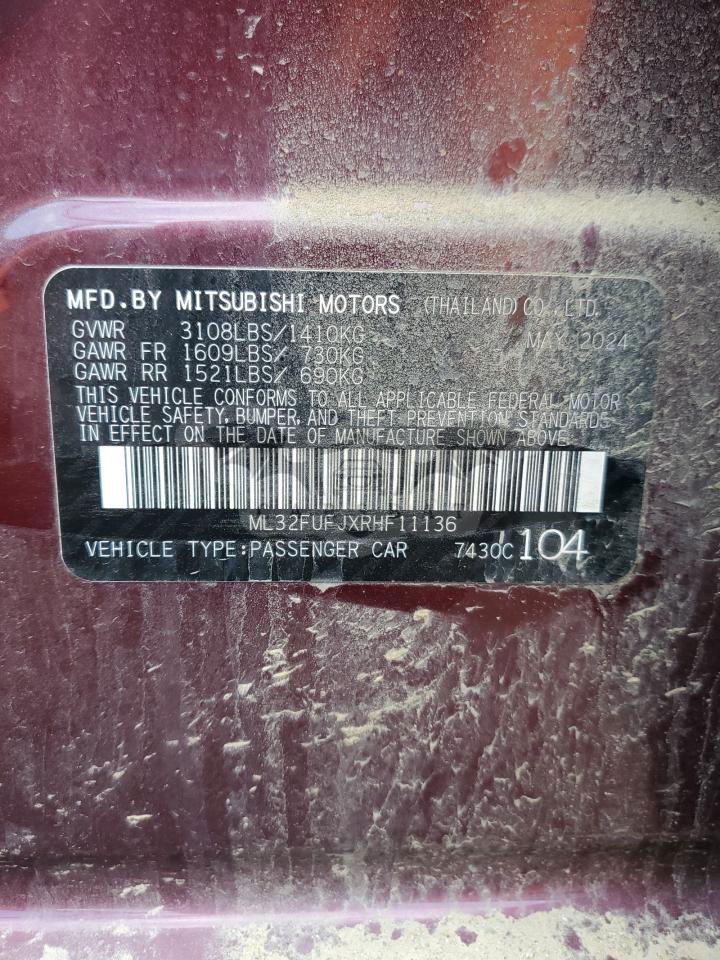 MFD.BY MITSUBISHI MOTORS (THAILAND) CO.,LTD.
GVWR 3108LBS/1410KG MAY 2024
GAWR FR 1609LBS/ 730KG
GAWR RR 1521LBS/ 690KG
THIS VEHICLE CONFORMS TO ALL APPLICABLE FEDERAL MOTOR
VEHICLE SAFETY, BUMPER, AND THEFT PREVENTION STANDARDS
IN EFFECT ON THE DATE OF MANUFACTURE SHOWN ABOVE.
ML32FUFJXRHF11136
VEHICLE TYPE:PASSENGER CAR 7430C 104